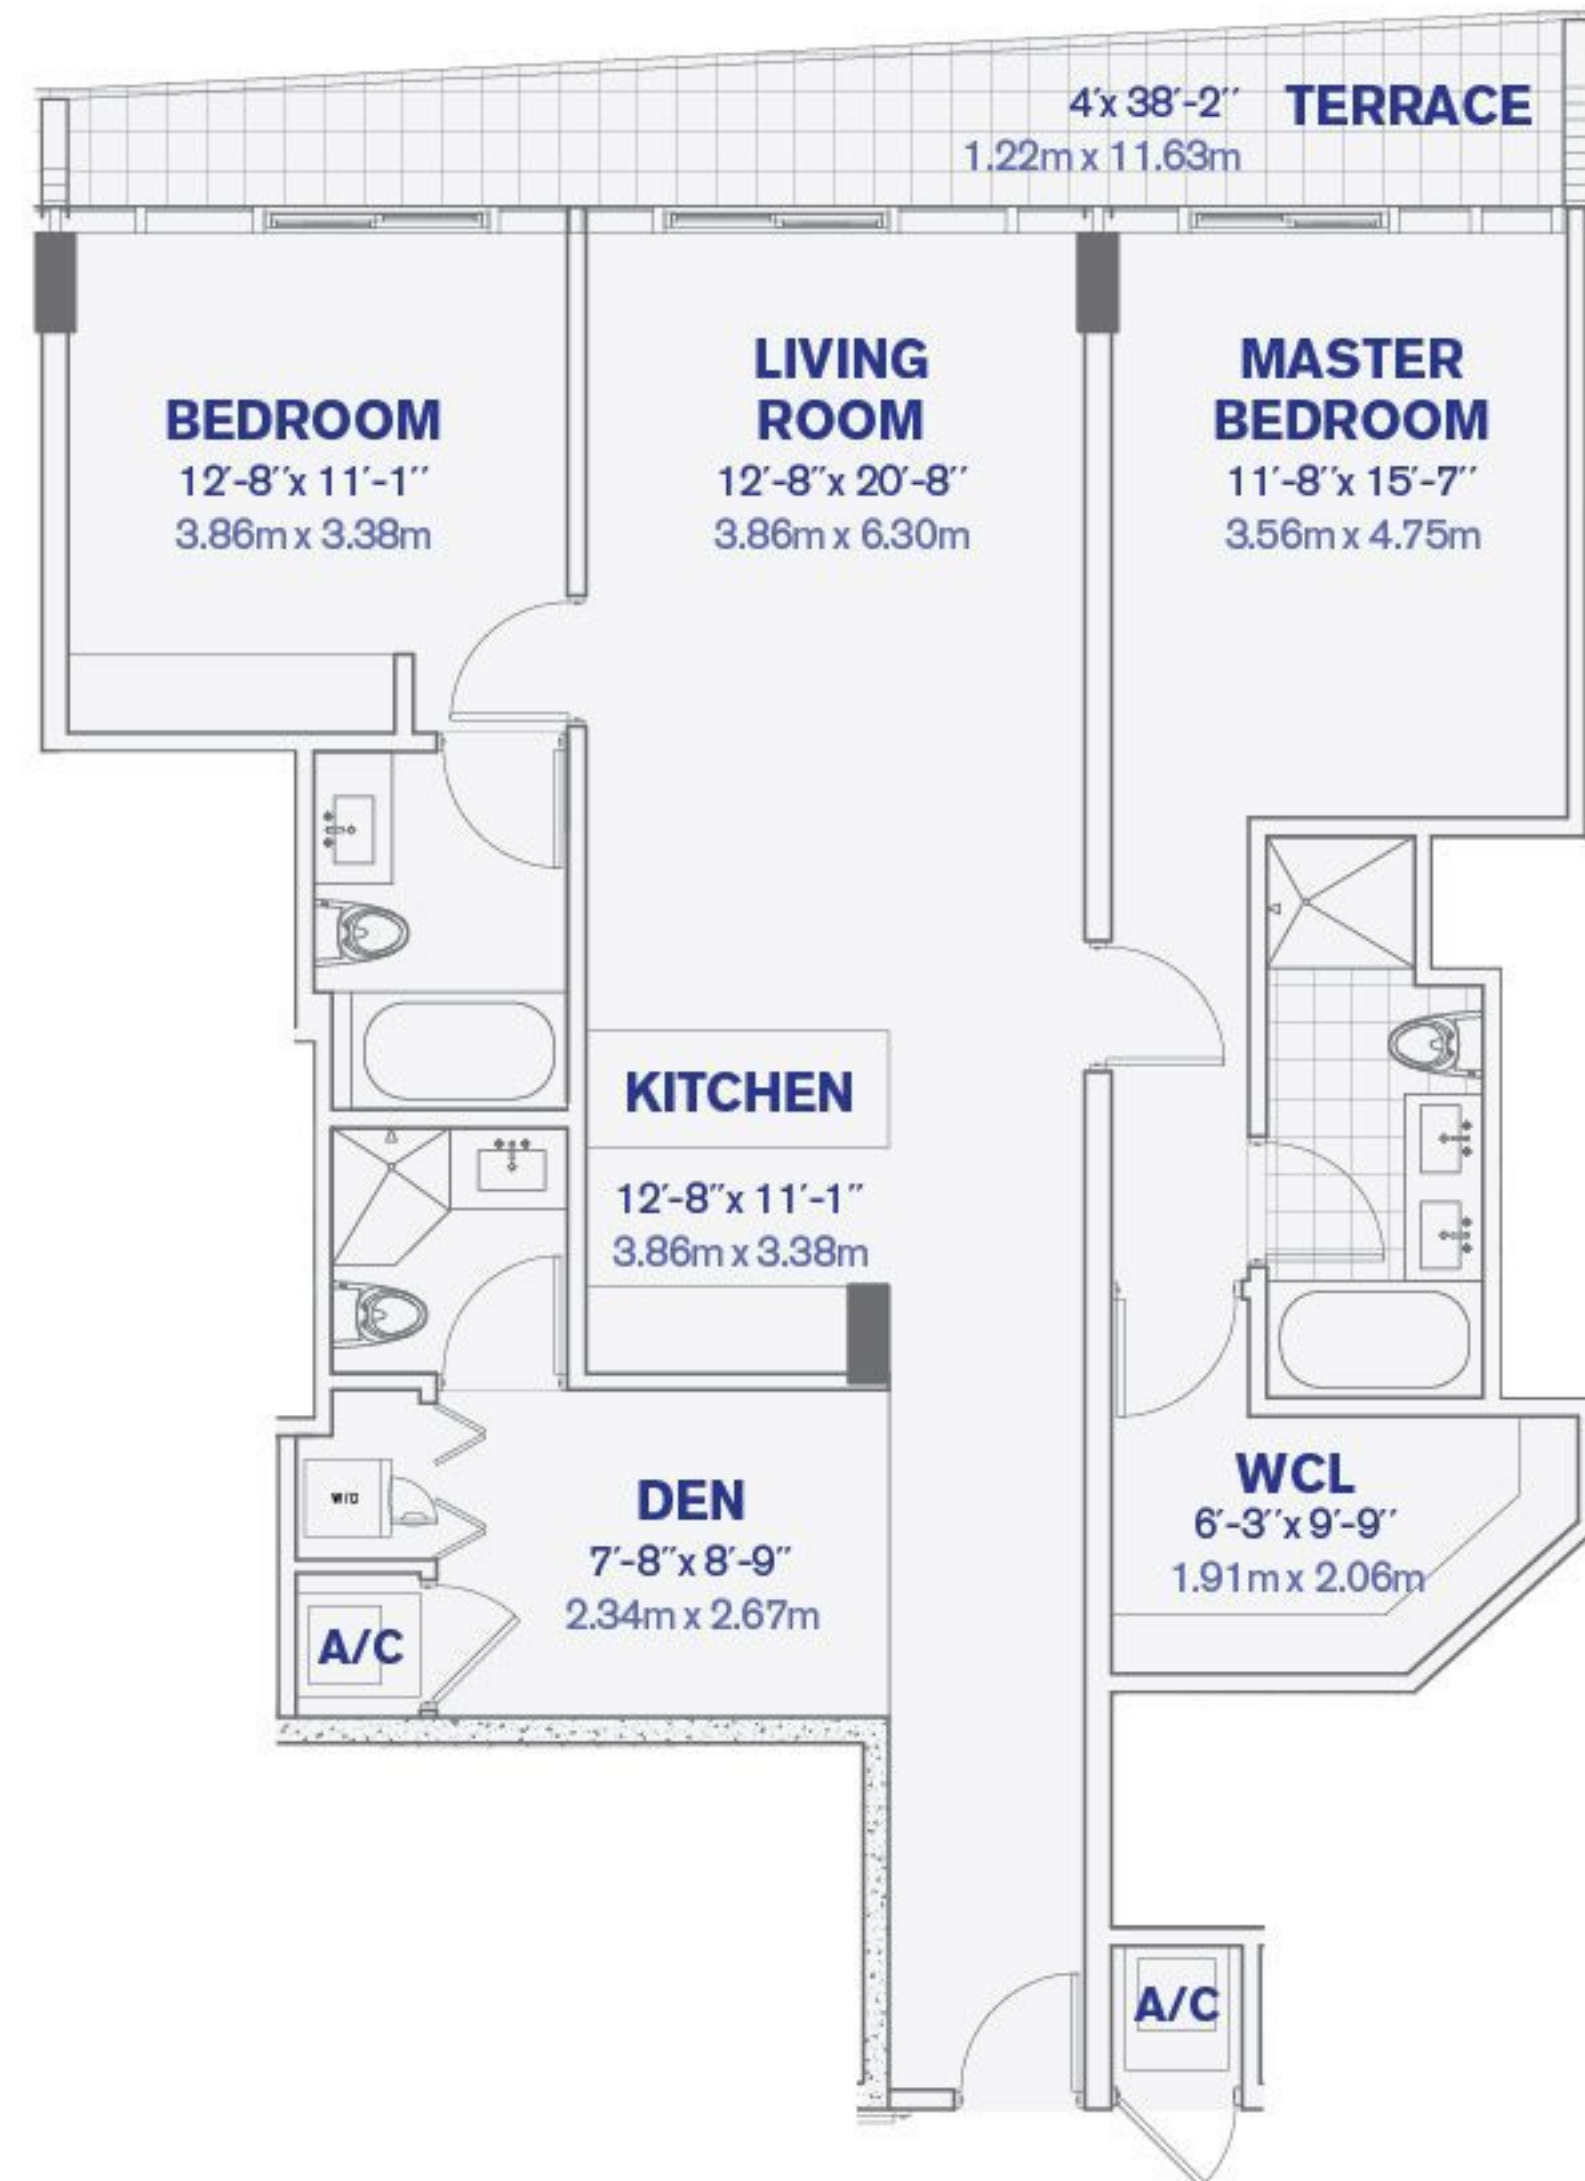 4′x 38′-2″ TERRACE
1.22m x 11.63m
BEDROOM
12′-8″x 11′-1″
3.86m x 3.38m
LIVING
ROOM
12′-8″x 20′-8″
3.86m x 6.30m
MASTER
BEDROOM
11′-8″x 15′-7″
3.56m x 4.75m
KITCHEN
12′-8″x 11′-1″
3.86m x 3.38m
W/D
DEN
7′-8″x 8′-9″
2.34m x 2.67m
A/C
WCL
6′-3″x 9′-9″
1.91m x 2.06m
A/C